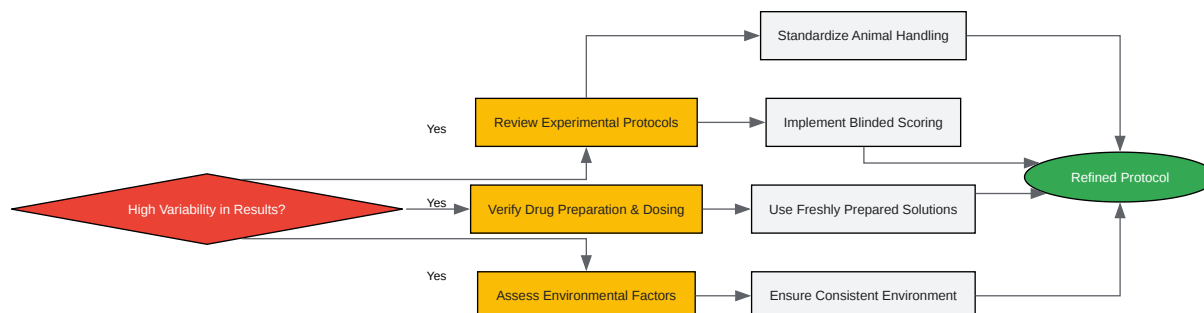 Standardize Animal Handling
Yes
Review Experimental Protocols
Implement Blinded Scoring
High Variability in Results?
Yes
Verify Drug Preparation & Dosing
Use Freshly Prepared Solutions
Refined Protocol
Yes
Assess Environmental Factors
Ensure Consistent Environment